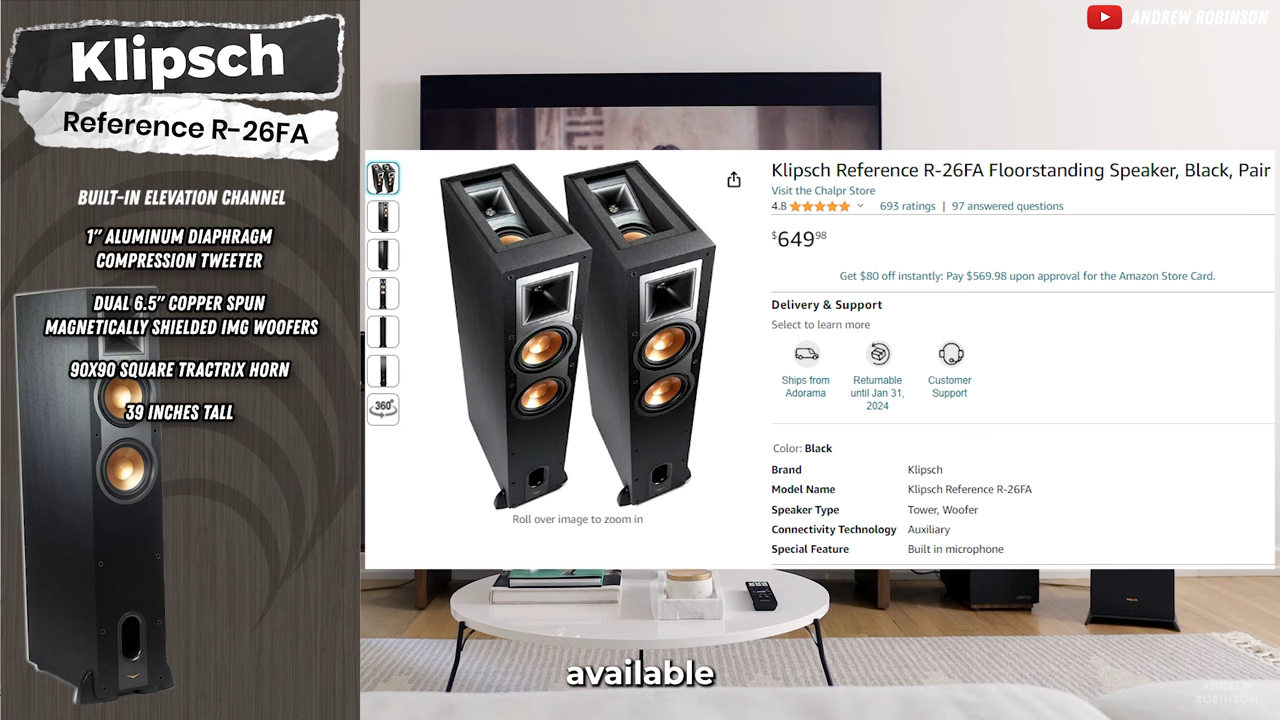 Klipsch
Reference R-26FA
BUILT-IN ELEVATION CHANNEL
1" ALUMINUM DIAPHRAGM
COMPRESSION TWEETER
DUAL 6.5" COPPER SPUN
MAGNETICALLY SHIELDED IMG WOOFERS
90X90 SQUARE TRACTRIX HORN
39 INCHES TALL
ANDREW ROBINSON
Klipsch Reference R-26FA Floorstanding Speaker, Black, Pair
Visit the Chalpr Store
4.8 693 ratings | 97 answered questions
$64998
Get $80 off instantly: Pay $569.98 upon approval for the Amazon Store Card.
Delivery & Support
Select to learn more
Ships from
Adorama
Returnable
until Jan 31,
2024
Customer
Support
Color: Black
Brand Klipsch
Model Name Klipsch Reference R-26FA
Speaker Type Tower, Woofer
Connectivity Technology Auxiliary
Special Feature Built in microphone
360°
Roll over image to zoom in
available
ANDREW
ROBINSON